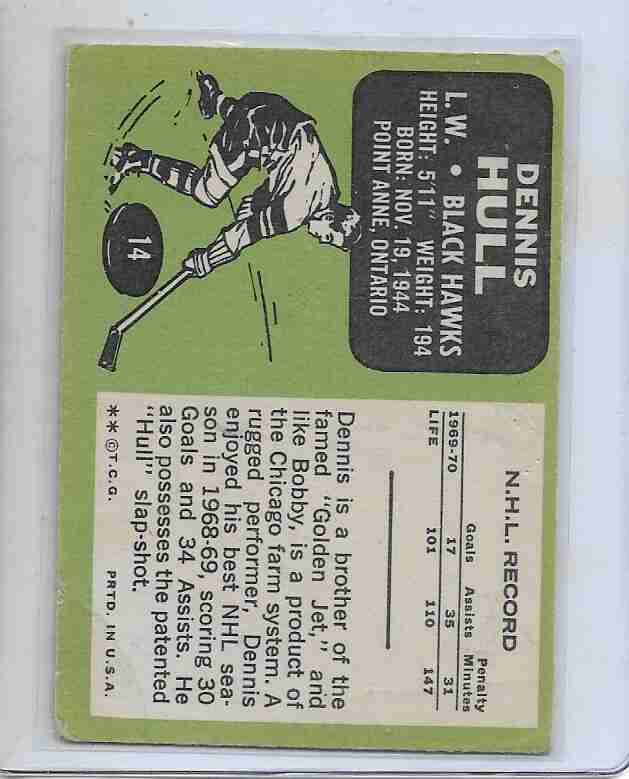 DENNIS
HULL
L. W. • BLACK HAWKS
HEIGHT: 5'11" WEIGHT: 194
BORN: NOV. 19, 1944
POINT ANNE, ONTARIO
14
N.H.L. RECORD
Goals Assists Penalty Minutes
1969-70 17 35 31
LIFE 101 110 147
Dennis is a brother of the
famed "Golden Jet," and
like Bobby, is a product of
the Chicago farm system. A
rugged performer, Dennis
enjoyed his best NHL sea-
son in 1968-69, scoring 30
Goals and 34 Assists. He
also possesses the patented
"Hull" slap-shot.
**©T.C.G. PRTD. IN U.S.A.